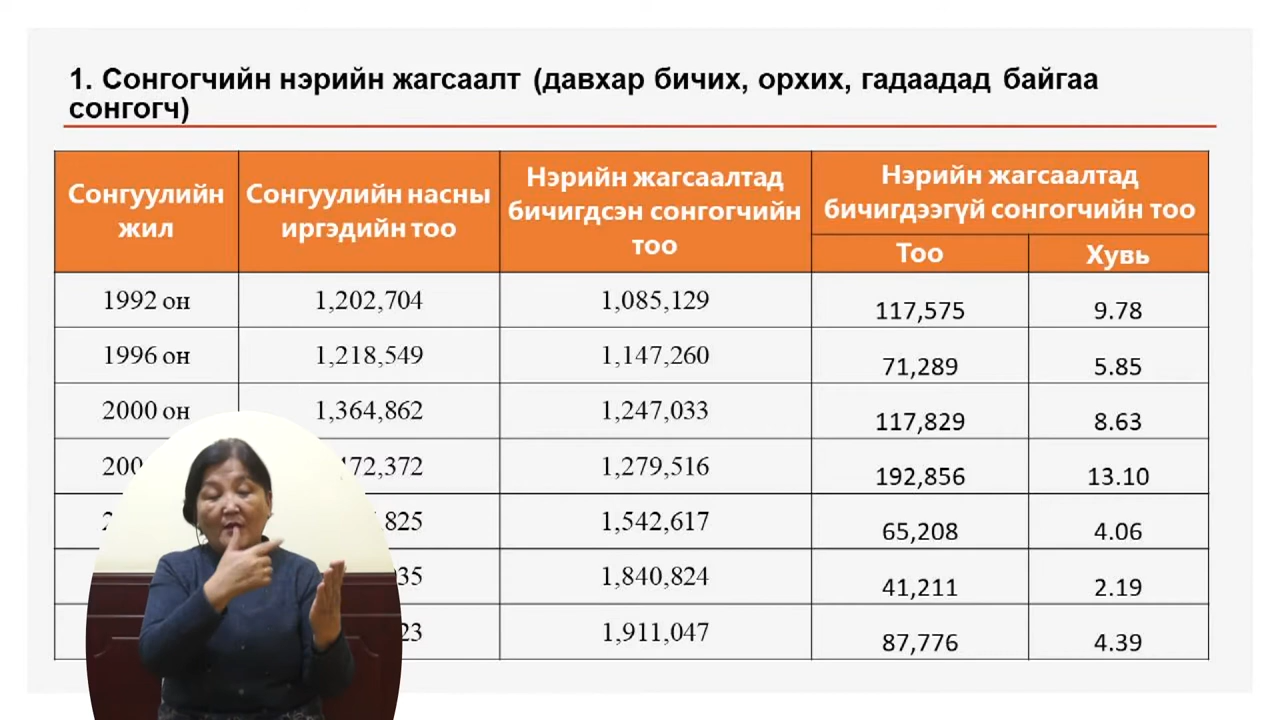 1. Сонгогчийн нэрийн жагсаалт (давхар бичих, орхих, гадаадад байгаа
сонгогч)
Сонгуулийн жил
Сонгуулийн насны иргэдийн тоо
Нэрийн жагсаалтад бичигдсэн сонгогчийн тоо
Нэрийн жагсаалтад бичигдээгүй сонгогчийн тоо
Тоо Хувь
1992 он 1,202,704 1,085,129 117,575 9.78
1996 он 1,218,549 1,147,260 71,289 5.85
2000 он 1,364,862 1,247,033 117,829 8.63
1,279,516 192,856 13.10
1,542,617 65,208 4.06
1,840,824 41,211 2.19
1,911,047 87,776 4.39